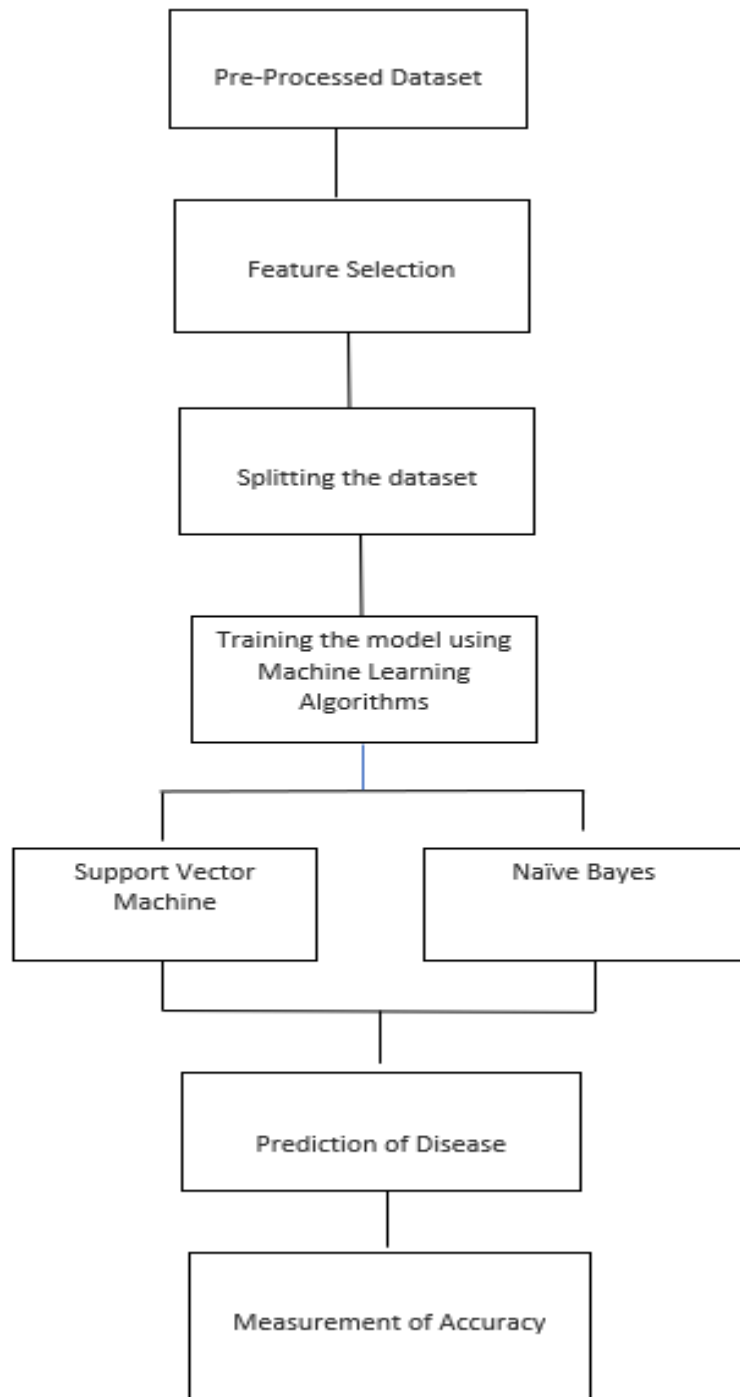 Pre-Processed Dataset
Feature Selection
Splitting the dataset
Training the model using
Machine Learning
Algorithms
Support Vector
Machine
Naïve Bayes
Prediction of Disease
Measurement of Accuracy